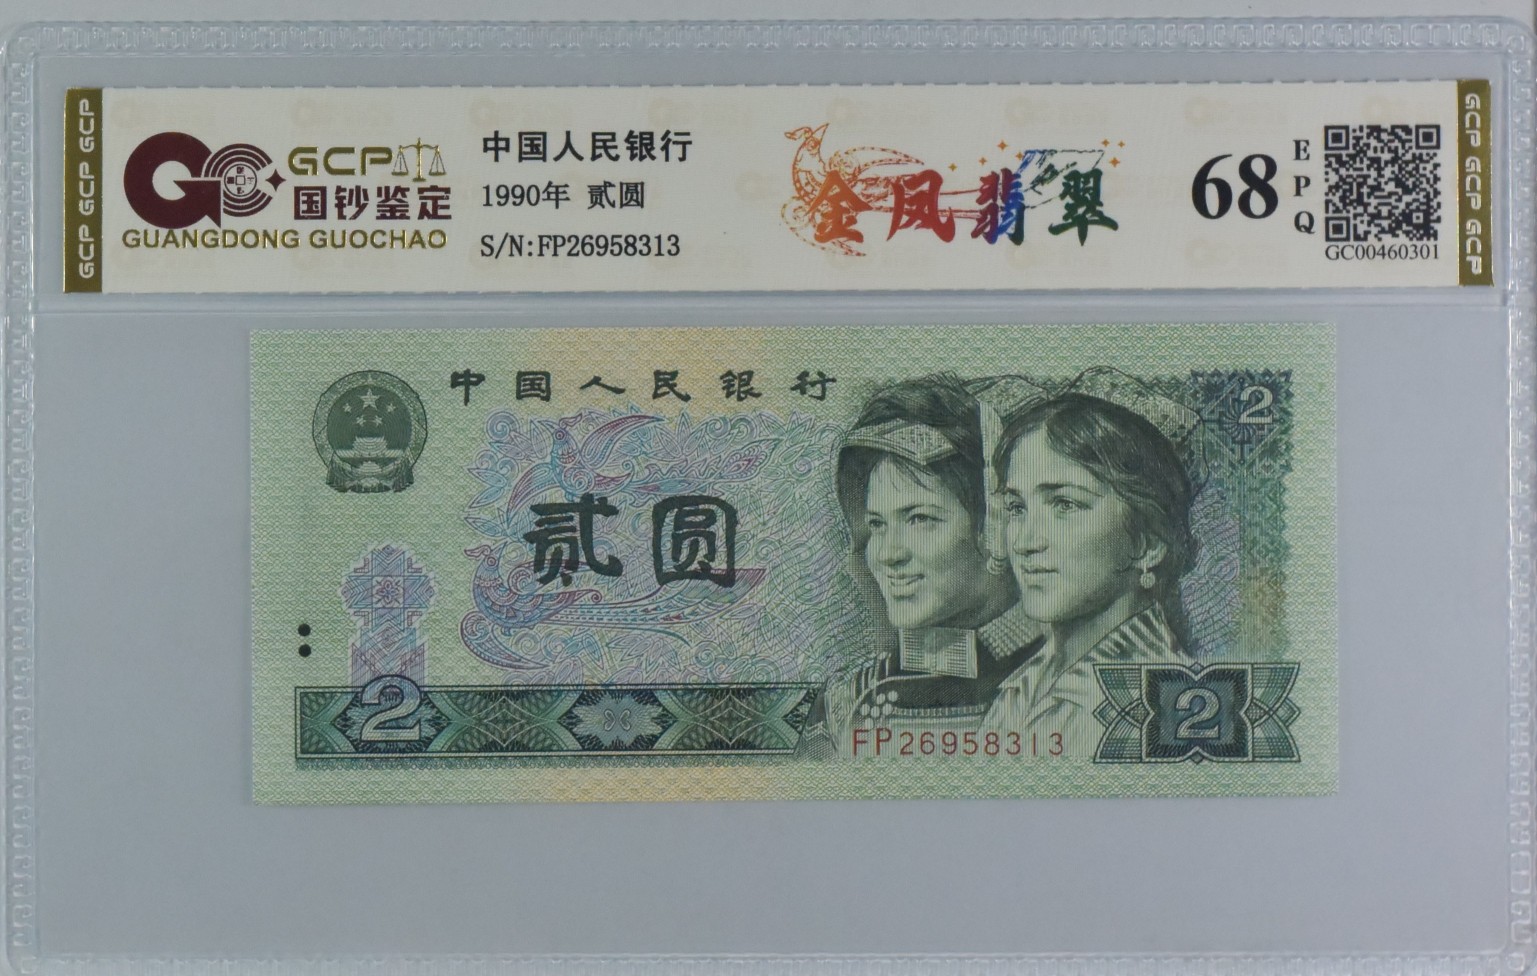 GCP GCP GCP
GCP
国钞鉴定
GUANGDONG GUOCHAO
中国人民银行
1990年 贰圆
S/N:FP26958313
金凤翡翠
68
EPQ
GC00460301
GCP GCP GCP
中国人民银行
2
贰圆
2
FP26958313
2